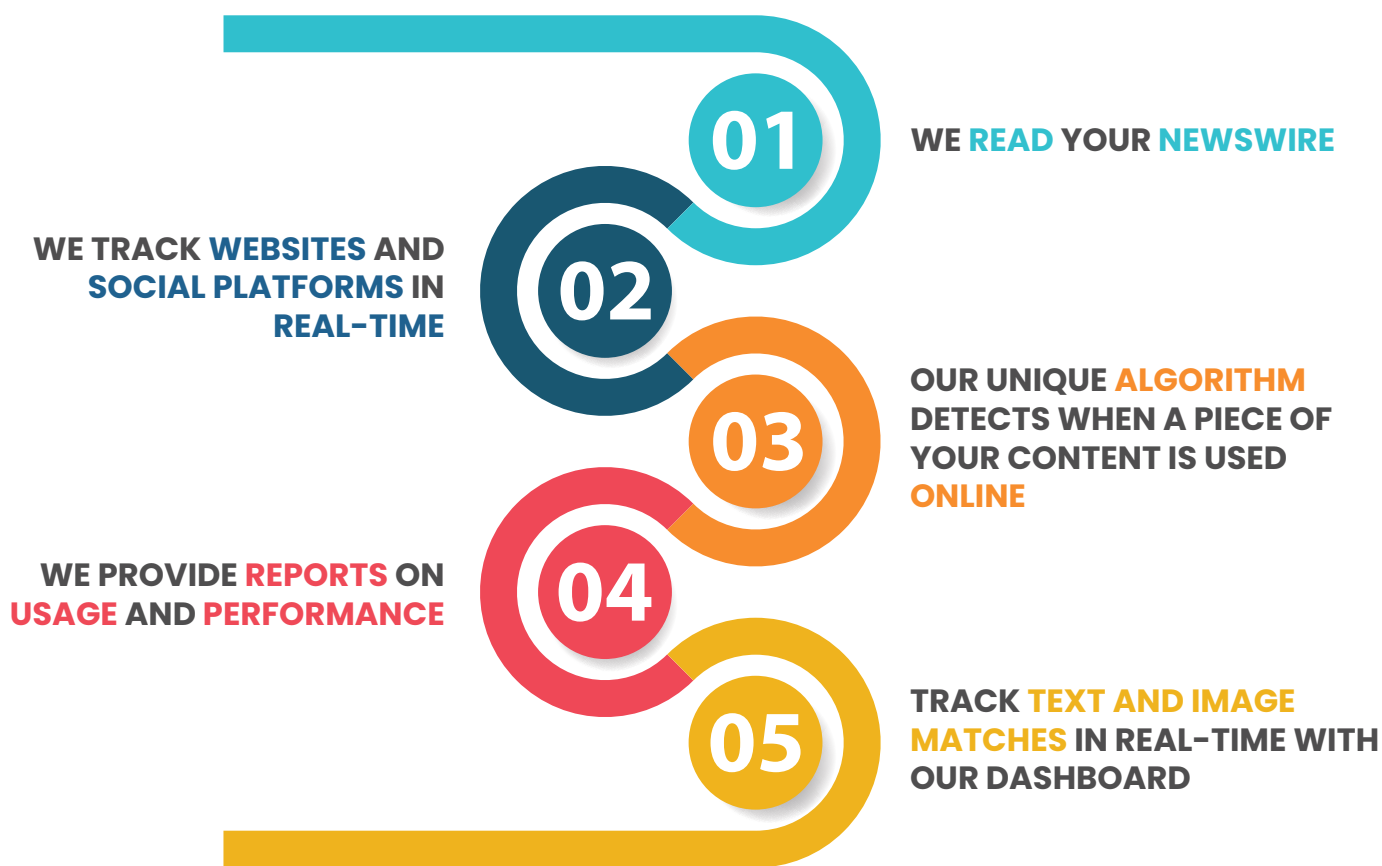 01
WE READ YOUR NEWSWIRE
02
WE TRACK WEBSITES AND
SOCIAL PLATFORMS IN
REAL-TIME
03
OUR UNIQUE ALGORITHM
DETECTS WHEN A PIECE OF
YOUR CONTENT IS USED
ONLINE
04
WE PROVIDE REPORTS ON
USAGE AND PERFORMANCE
05
TRACK TEXT AND IMAGE
MATCHES IN REAL-TIME WITH
OUR DASHBOARD